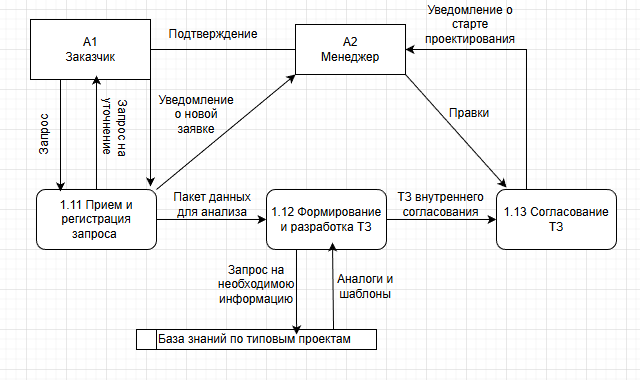 А1
Заказчик
Подтверждение
А2
Менеджер
Уведомление о
старте
проектирования
Запрос
Запрос на
уточнение
Уведомление
о новой
заявке
Правки
1.11 Прием и
регистрация
запроса
Пакет данных
для анализа
1.12 Формирование
и разработка ТЗ
ТЗ внутреннего
согласования
1.13 Согласование
ТЗ
Запрос на
необходимою
информацию
Аналоги и
шаблоны
База знаний по типовым проектам